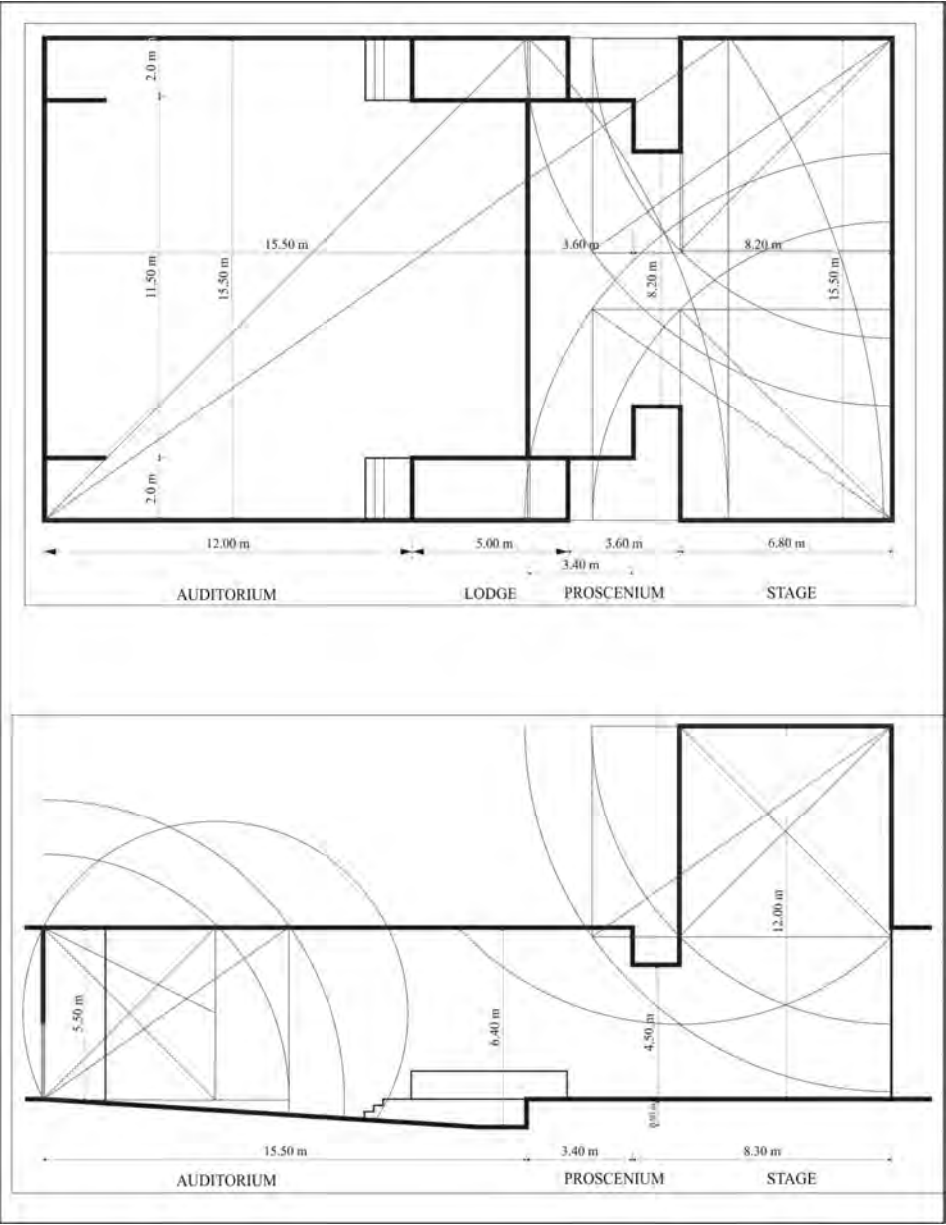 2.0 m
15.50 m
3.60 m
8.20 m
11.50 m
15.50 m
8.20 m
15.50 m
2.0 m
12.00 m
5.00 m
3.60 m
6.80 m
3.40 m
AUDITORIUM
LODGE
PROSCENIUM
STAGE
12.00 m
5.50 m
6.40 m
4.50 m
15.50 m
3.40 m
8.30 m
AUDITORIUM
PROSCENIUM
STAGE